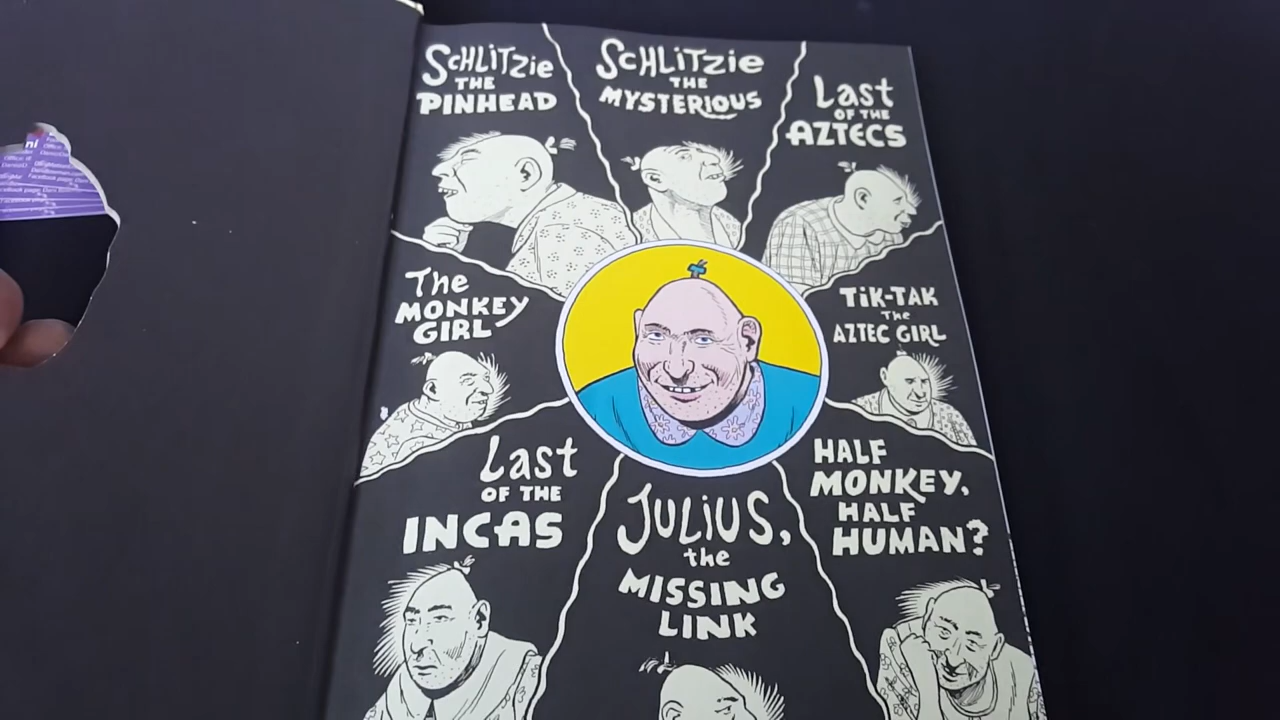 SCHLITZIE
THE
PINHEAD
SCHLITZIE
THE
MYSTERIOUS
Last
OF THE
AZTECS
The
MONKEY
GIRL
TIK-TAK
The
AZTEC GIRL
Last
OF THE
INCAS
JULIUS,
the
MISSING
LINK
HALF
MONKEY,
HALF
HUMAN?